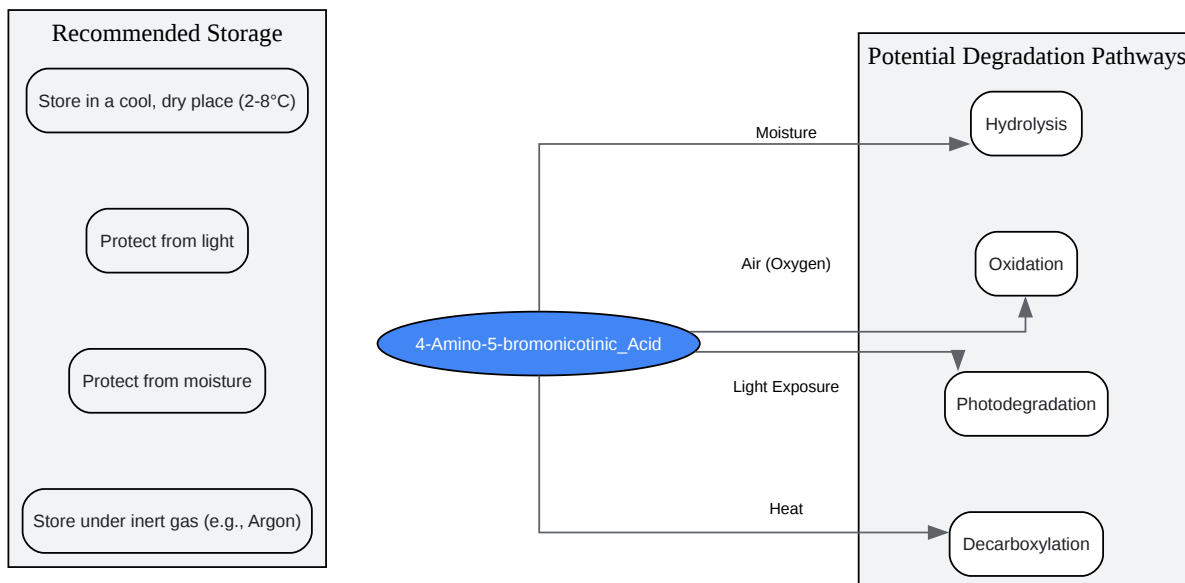 Recommended Storage
Store in a cool, dry place (2-8°C)
Protect from light
Protect from moisture
Store under inert gas (e.g., Argon)
4-Amino-5-bromonicotinic_Acid
Moisture
Air (Oxygen)
Light Exposure
Heat
Potential Degradation Pathways
Hydrolysis
Oxidation
Photodegradation
Decarboxylation